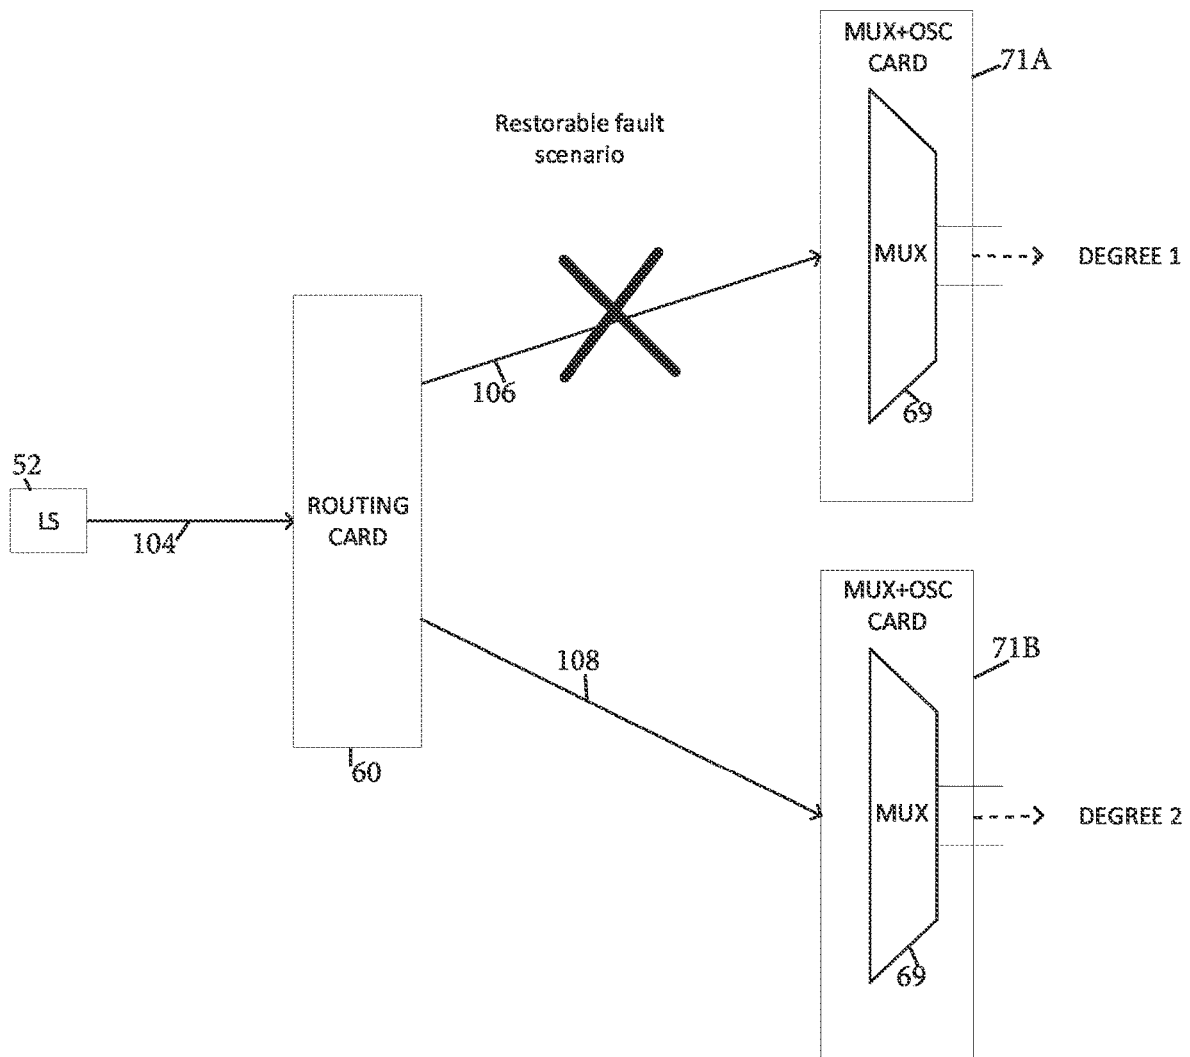 MUX+OSC
CARD
71A
Restorable fault
scenario
MUX
DEGREE 1
106
69
52
LS
104
ROUTING
CARD
60
MUX+OSC
CARD
71B
108
MUX
DEGREE 2
69